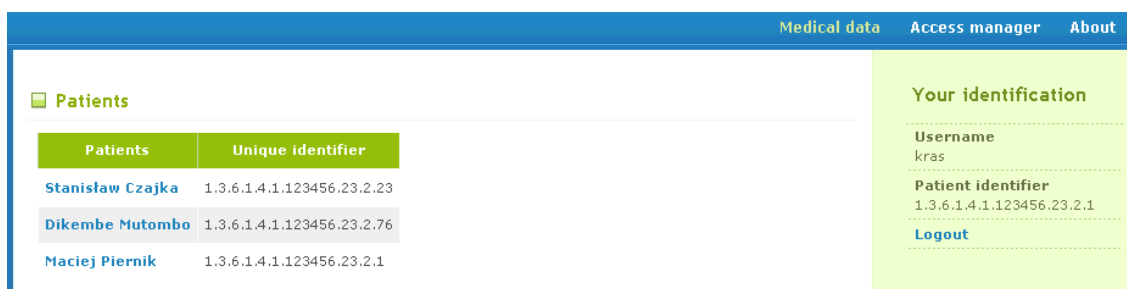 Medical data Access manager About
Patients
Patients Unique identifier
Stanisław Czajka 1.3.6.1.4.1.123456.23.2.23
Dikembe Mutombo 1.3.6.1.4.1.123456.23.2.76
Maciej Piernik 1.3.6.1.4.1.123456.23.2.1
Your identification
Username
kras
Patient identifier
1.3.6.1.4.1.123456.23.2.1
Logout